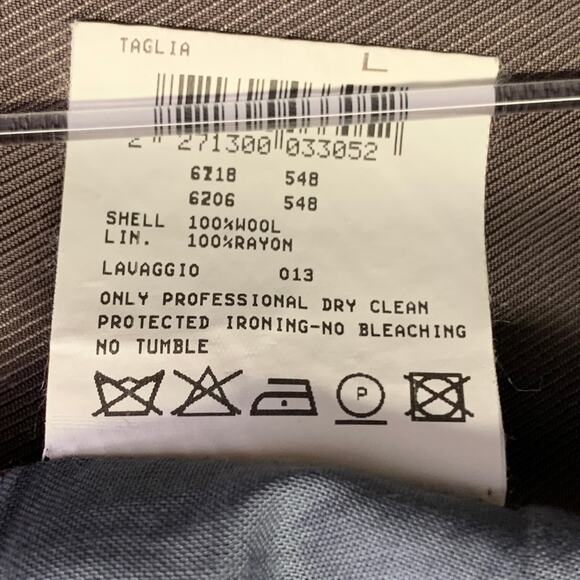 TAGLIA L
2 271300 033052
6218 548
6206 548
SHELL 100%WOOL
LIN. 100%RAYON
LAVAGGIO 013
ONLY PROFESSIONAL DRY CLEAN
PROTECTED IRONING-NO BLEACHING
NO TUMBLE
P